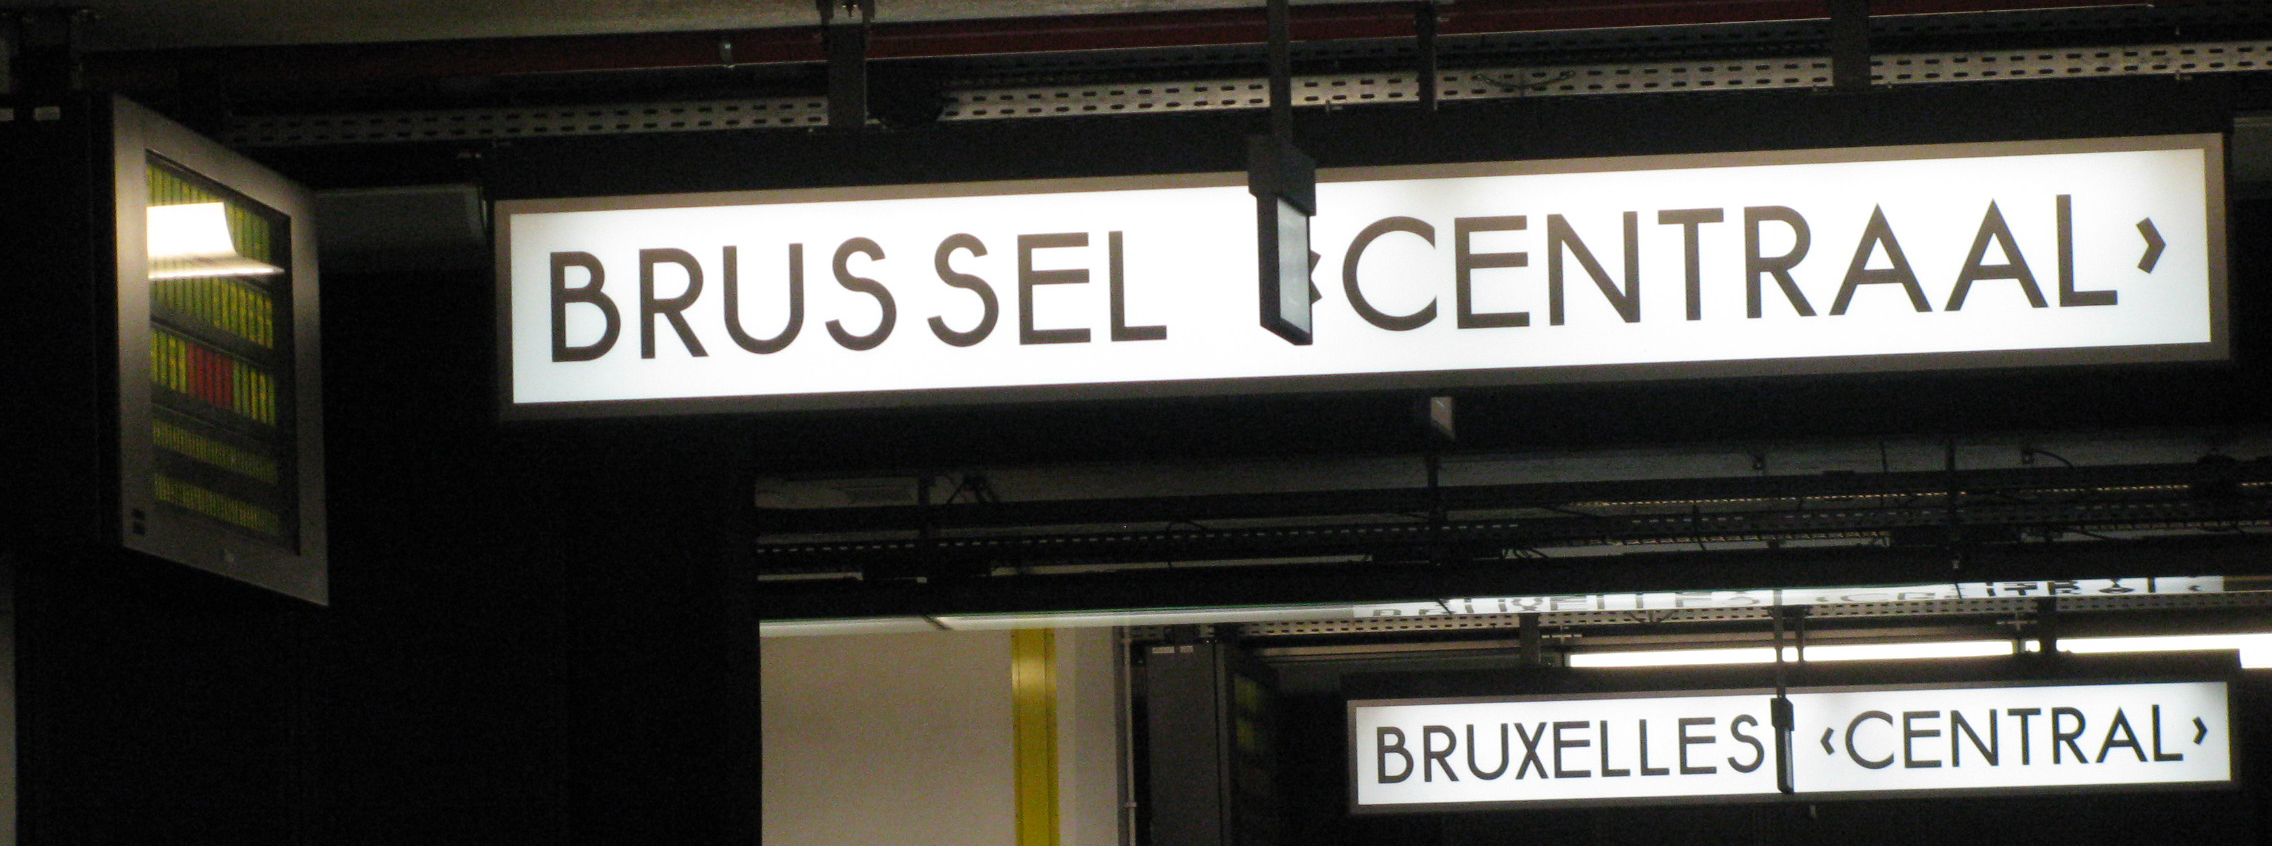 BRUSSEL ‹CENTRAAL›
BRUXELLES ‹CENTRAL›